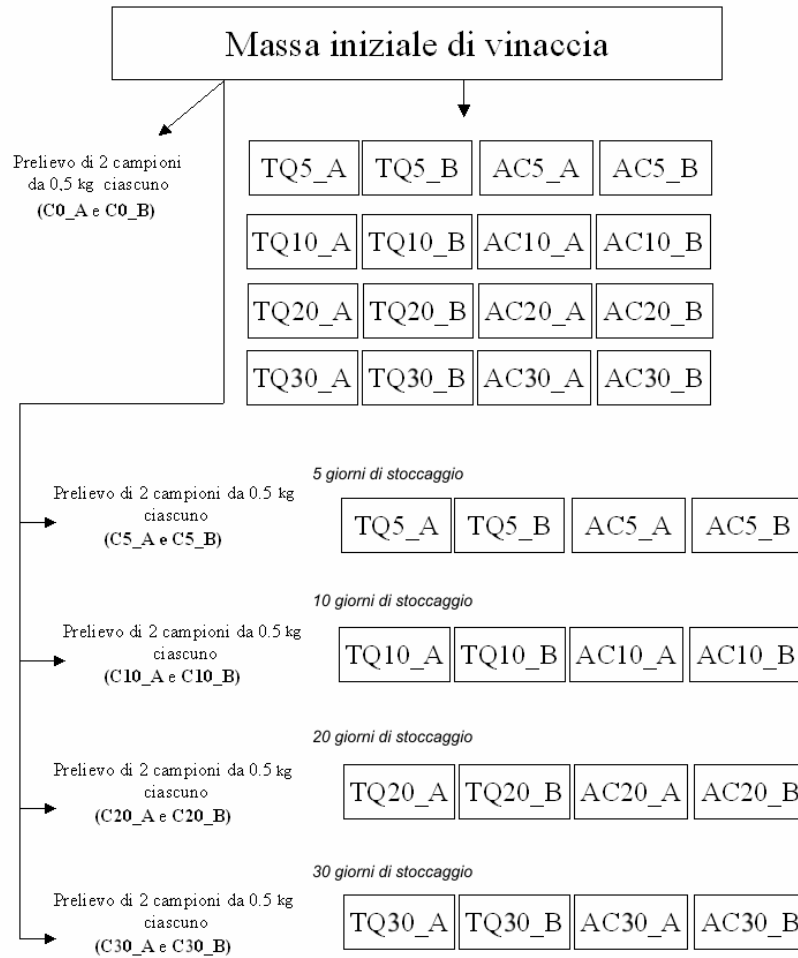 Massa iniziale di vinaccia
Prelievo di 2 campioni
da 0.5 kg ciascuno
(C0_A e C0_B)
TQ5_A TQ5_B AC5_A AC5_B
TQ10_A TQ10_B AC10_A AC10_B
TQ20_A TQ20_B AC20_A AC20_B
TQ30_A TQ30_B AC30_A AC30_B
5 giorni di stoccaggio
Prelievo di 2 campioni da 0.5 kg
ciascuno
(C5_A e C5_B)
TQ5_A TQ5_B AC5_A AC5_B
10 giorni di stoccaggio
Prelievo di 2 campioni da 0.5 kg
ciascuno
(C10_A e C10_B)
TQ10_A TQ10_B AC10_A AC10_B
20 giorni di stoccaggio
Prelievo di 2 campioni da 0.5 kg
ciascuno
(C20_A e C20_B)
TQ20_A TQ20_B AC20_A AC20_B
30 giorni di stoccaggio
Prelievo di 2 campioni da 0.5 kg
ciascuno
(C30_A e C30_B)
TQ30_A TQ30_B AC30_A AC30_B